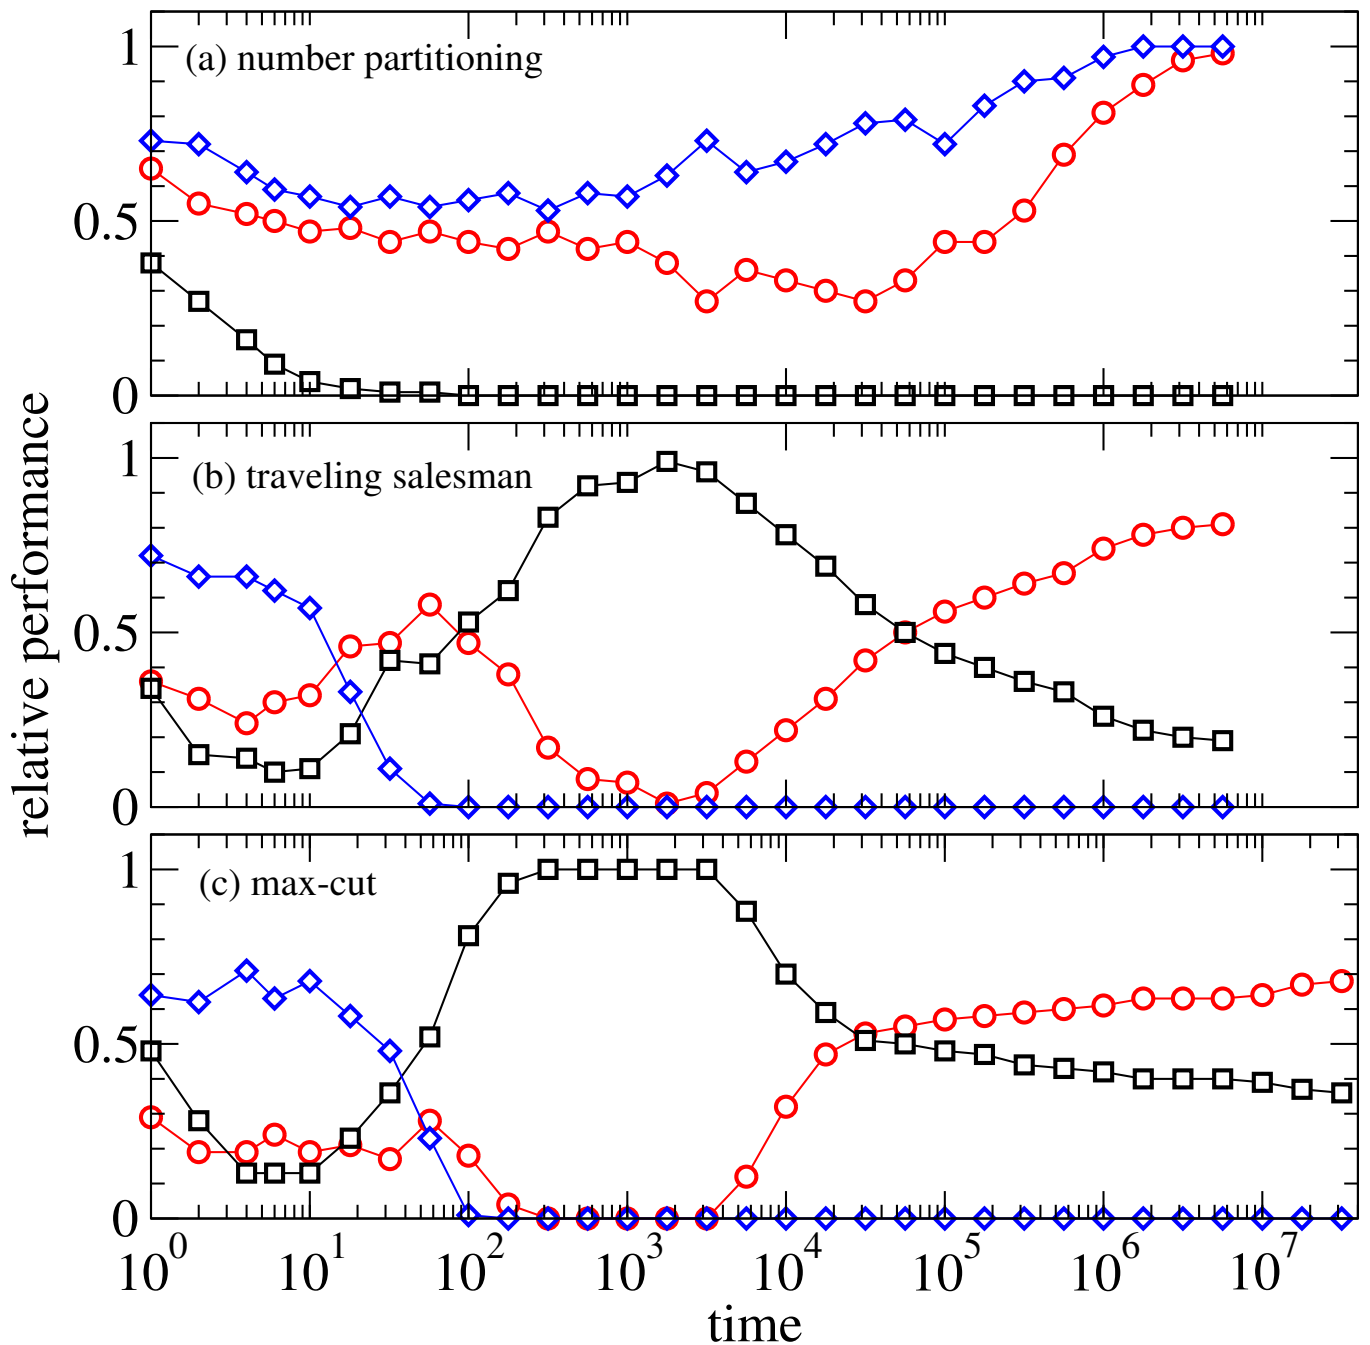 (a) number partitioning
1
0.5
0
(b) traveling salesman
1
0.5
0
relative performance
(c) max-cut
1
0.5
0
10^0 10^1 10^2 10^3 10^4 10^5 10^6 10^7
time